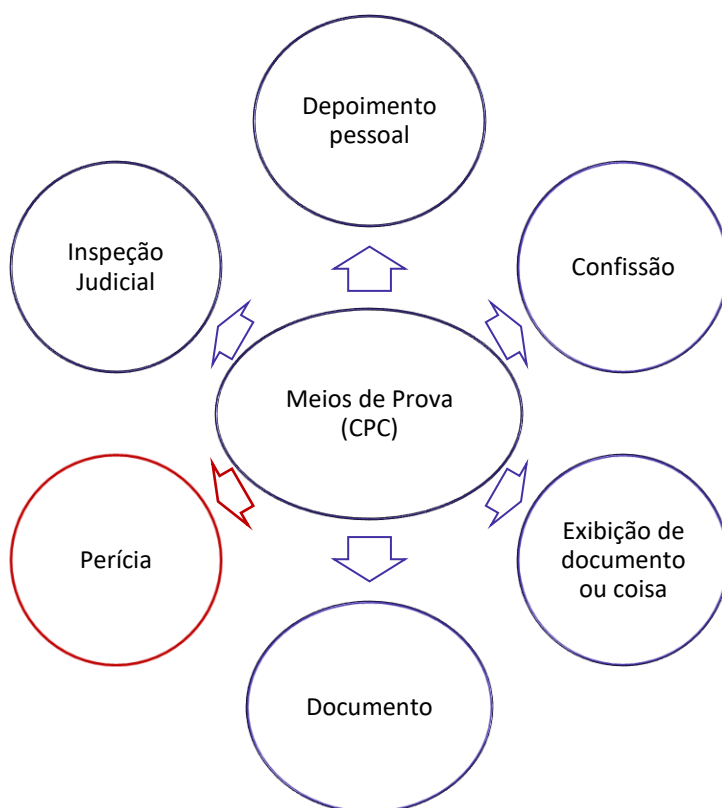 Depoimento
pessoal
Inspeção
Judicial
Confissão
Meios de Prova
(CPC)
Perícia
Exibição de
documento
ou coisa
Documento